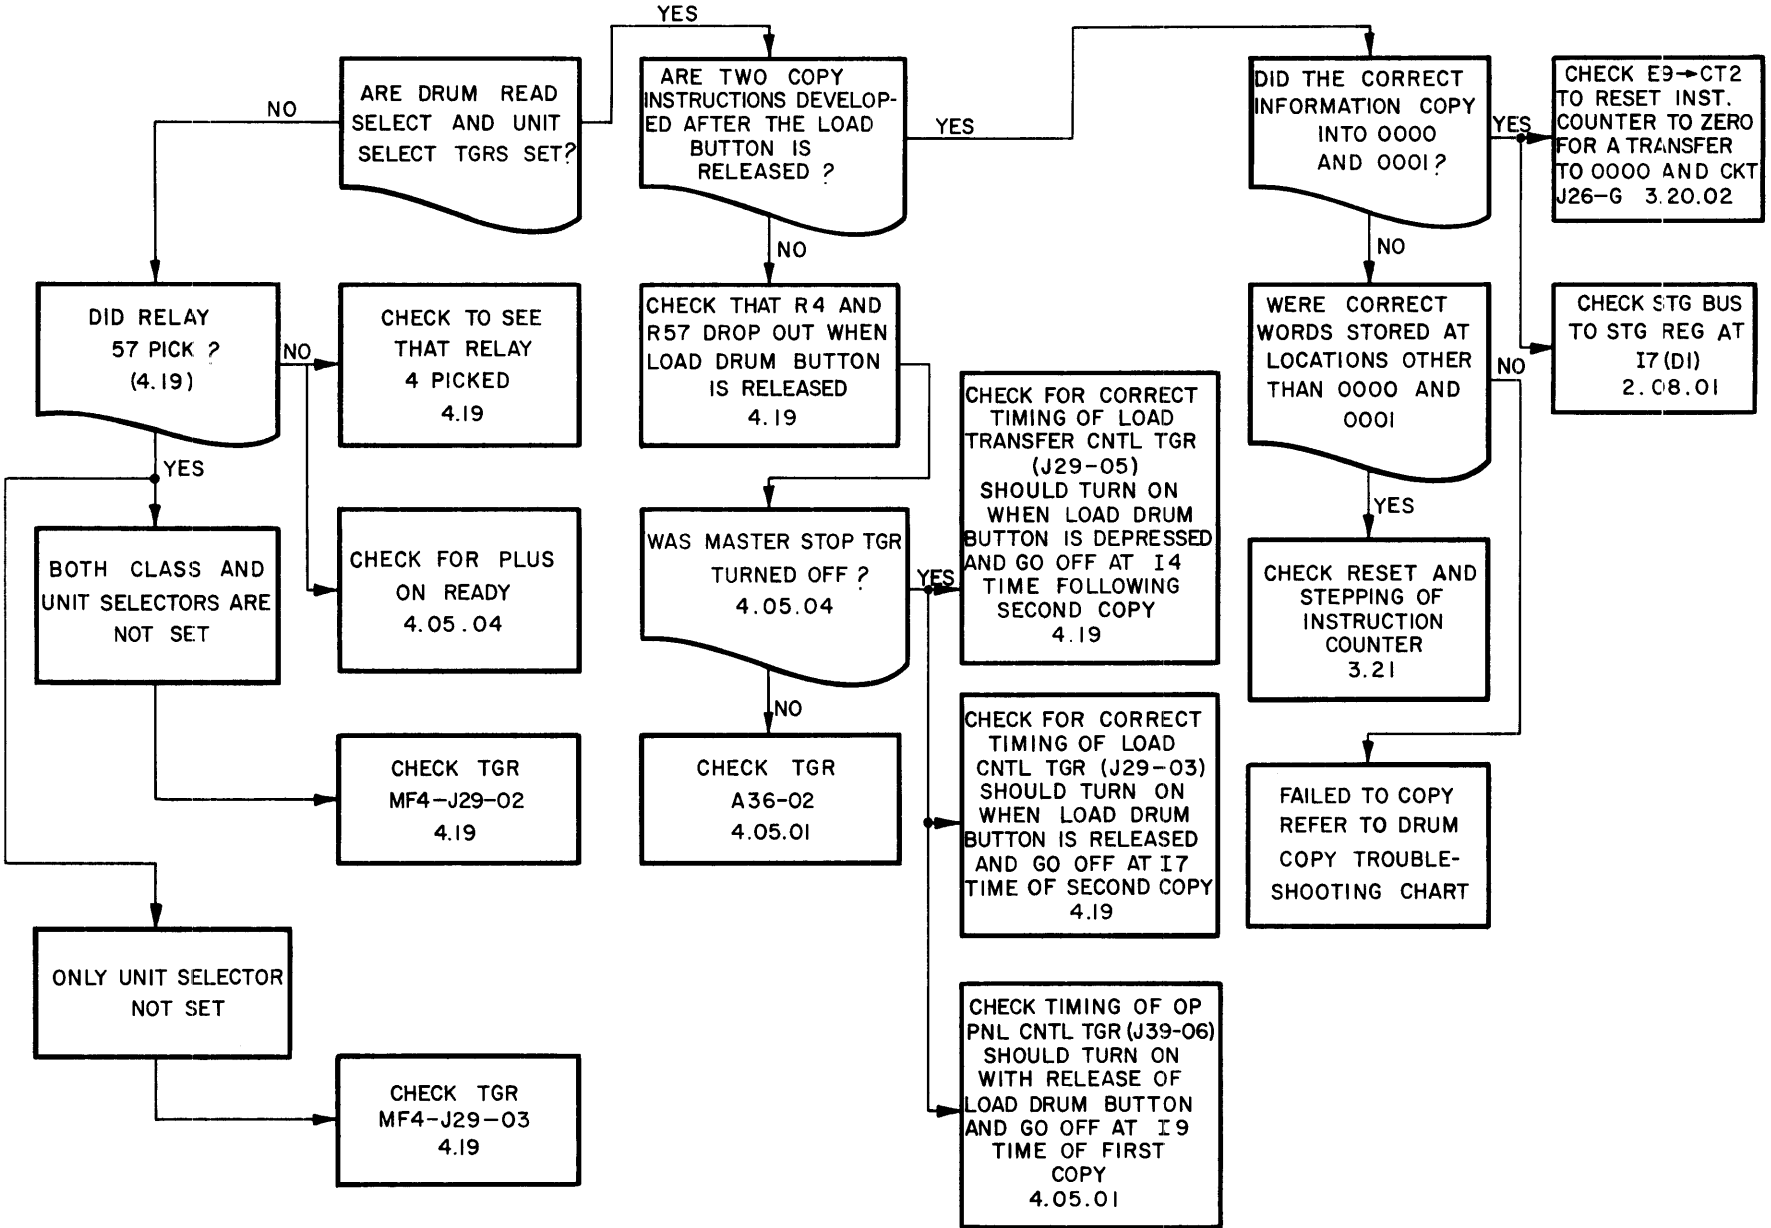 YES
ARE DRUM READ
SELECT AND UNIT
SELECT TGRS SET?
NO
DID RELAY
57 PICK ?
(4.19)
NO
CHECK TO SEE
THAT RELAY
4 PICKED
4.19
YES
CHECK FOR PLUS
ON READY
4.05.04
BOTH CLASS AND
UNIT SELECTORS ARE
NOT SET
CHECK TGR
MF4-J29-02
4.19
ONLY UNIT SELECTOR
NOT SET
CHECK TGR
MF4-J29-03
4.19
ARE TWO COPY
INSTRUCTIONS DEVELOP-
ED AFTER THE LOAD
BUTTON IS
RELEASED ?
YES
NO
CHECK THAT R4 AND
R57 DROP OUT WHEN
LOAD DRUM BUTTON
IS RELEASED
4.19
WAS MASTER STOP TGR
TURNED OFF ?
4.05.04
YES
NO
CHECK TGR
A36-02
4.05.01
CHECK FOR CORRECT
TIMING OF LOAD
TRANSFER CNTL TGR
(J29-05)
SHOULD TURN ON
WHEN LOAD DRUM
BUTTON IS DEPRESSED
AND GO OFF AT I4
TIME FOLLOWING
SECOND COPY
4.19
CHECK FOR CORRECT
TIMING OF LOAD
CNTL TGR (J29-03)
SHOULD TURN ON
WHEN LOAD DRUM
BUTTON IS RELEASED
AND GO OFF AT I7
TIME OF SECOND COPY
4.19
CHECK TIMING OF OP
PNL CNTL TGR (J39-06)
SHOULD TURN ON
WITH RELEASE OF
LOAD DRUM BUTTON
AND GO OFF AT I9
TIME OF FIRST
COPY
4.05.01
DID THE CORRECT
INFORMATION COPY
INTO 0000
AND 0001?
YES
NO
CHECK E9→CT2
TO RESET INST.
COUNTER TO ZERO
FOR A TRANSFER
TO 0000 AND CKT
J26-G 3.20.02
CHECK STG BUS
TO STG REG AT
I7(D1)
2.08.01
WERE CORRECT
WORDS STORED AT
LOCATIONS OTHER
THAN 0000 AND
0001
NO
YES
CHECK RESET AND
STEPPING OF
INSTRUCTION
COUNTER
3.21
FAILED TO COPY
REFER TO DRUM
COPY TROUBLE-
SHOOTING CHART